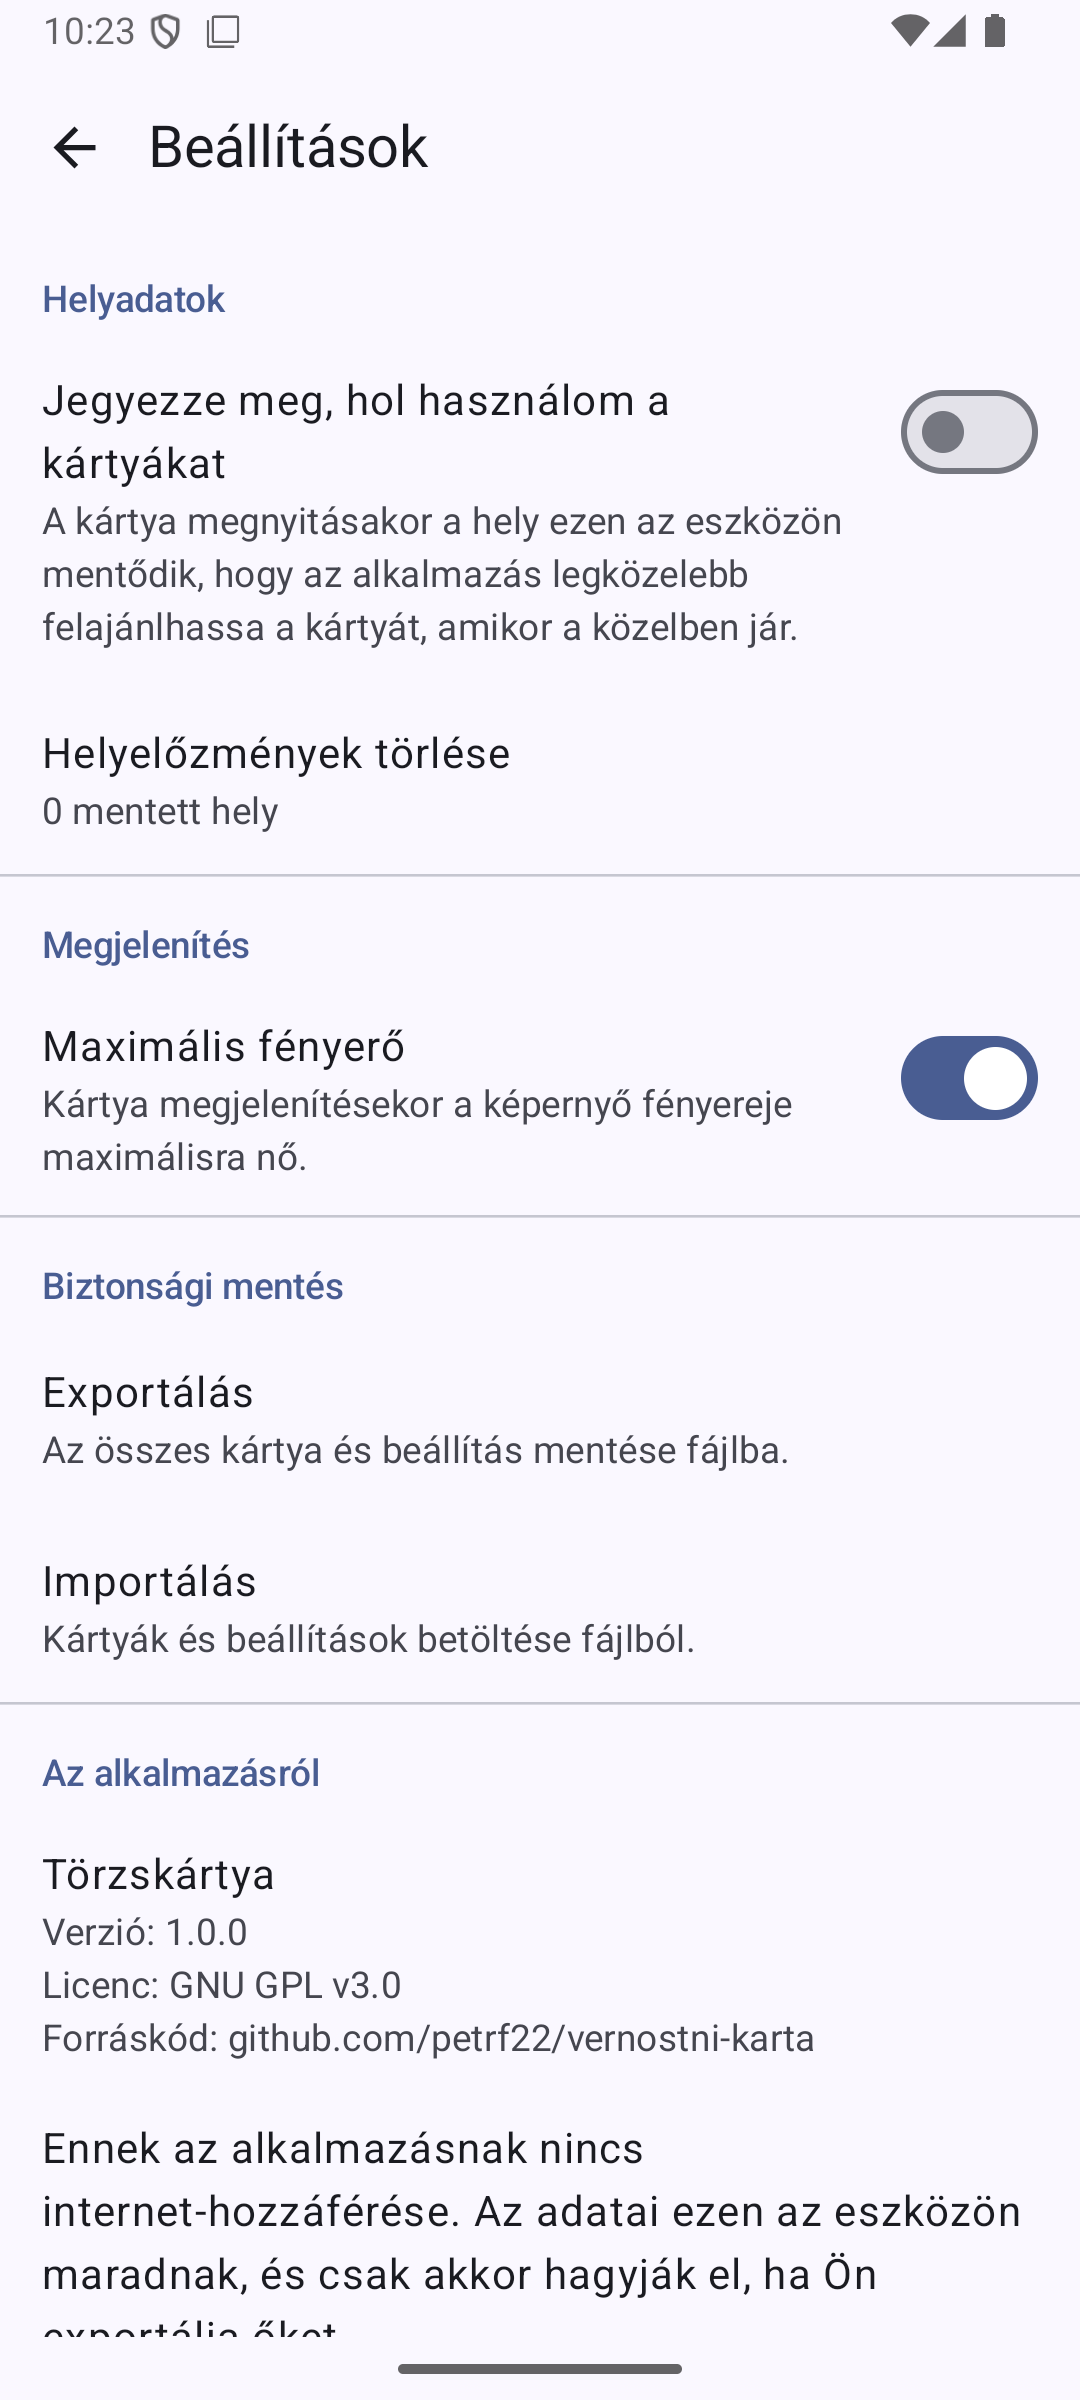 10:23
Beállítások
Helyadatok
Jegyezze meg, hol használom a
kártyákat
A kártya megnyitásakor a hely ezen az eszközön
mentődik, hogy az alkalmazás legközelebb
felajánlhassa a kártyát, amikor a közelben jár.
Helyelőzmények törlése
0 mentett hely
Megjelenítés
Maximális fényerő
Kártya megjelenítésekor a képernyő fényereje
maximálisra nő.
Biztonsági mentés
Exportálás
Az összes kártya és beállítás mentése fájlba.
Importálás
Kártyák és beállítások betöltése fájlból.
Az alkalmazásról
Törzskártya
Verzió: 1.0.0
Licenc: GNU GPL v3.0
Forráskód: github.com/petrf22/vernostni-karta
Ennek az alkalmazásnak nincs
internet-hozzáférése. Az adatai ezen az eszközön
maradnak, és csak akkor hagyják el, ha Ön
exportálja őket.